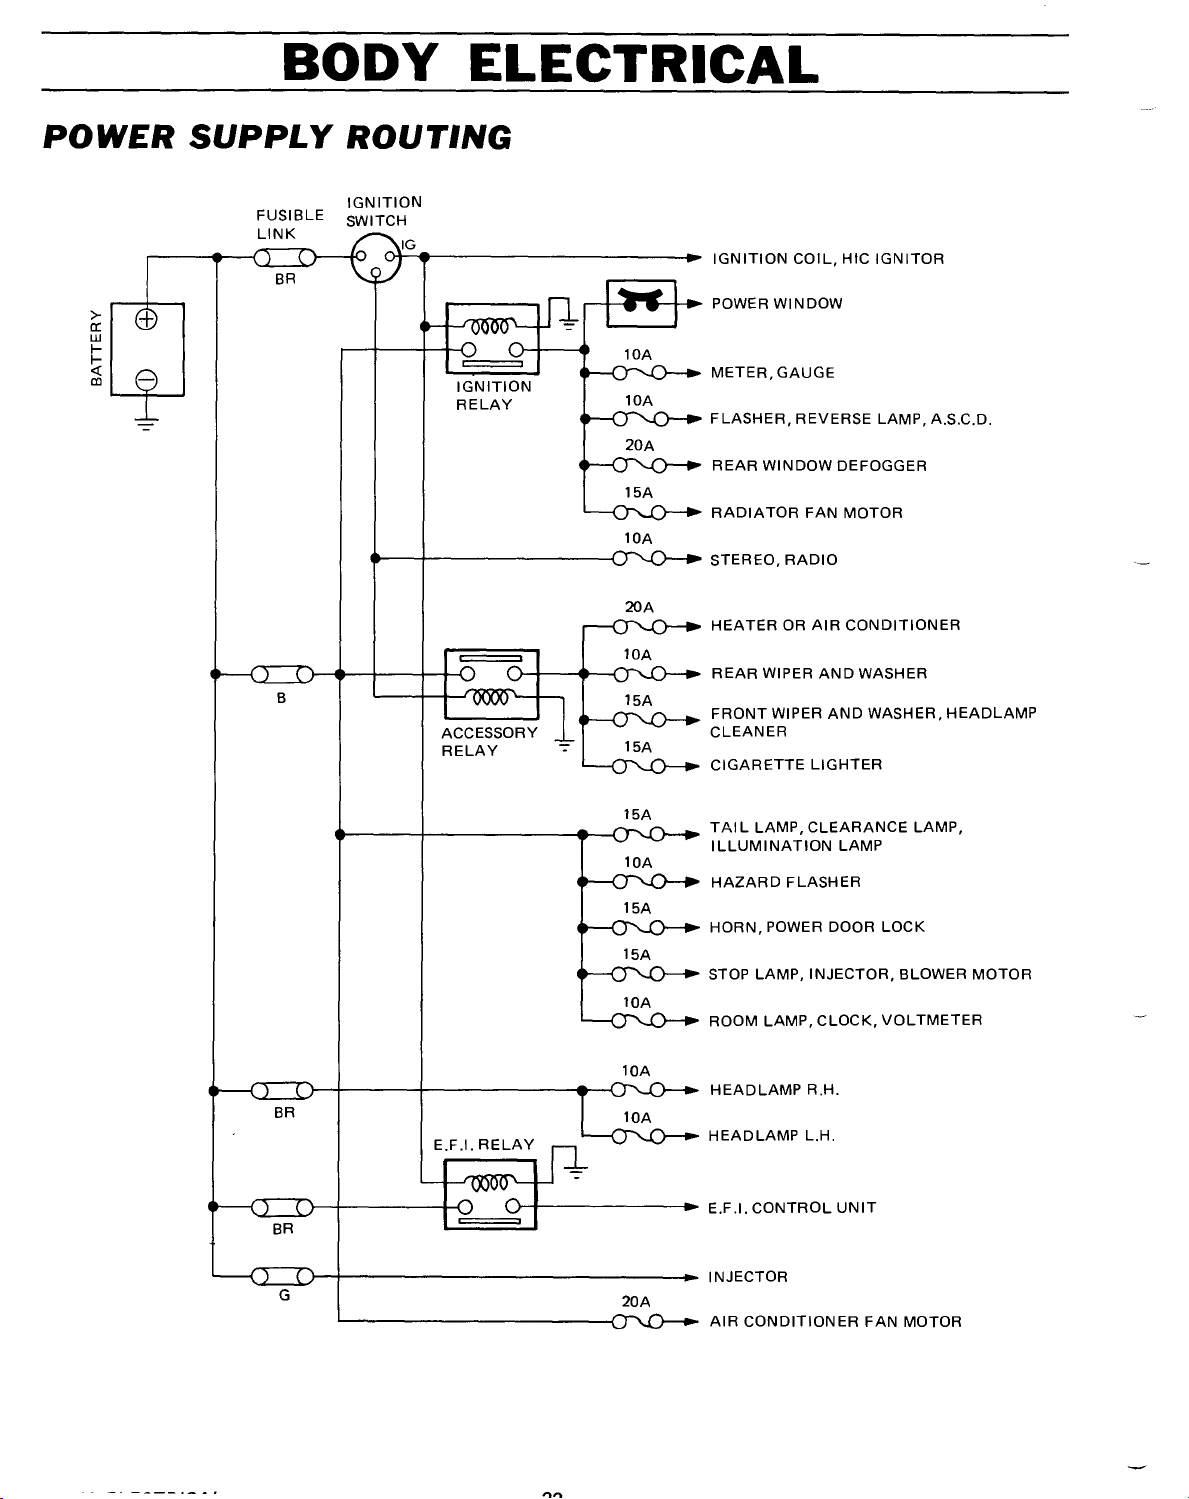 BODY ELECTRICAL
POWER SUPPLY ROUTING
FUSIBLE
LINK
IGNITION
SWITCH
IG
BR
IGNITION COIL, HIC IGNITOR
BATTERY
+
−
POWER WINDOW
IGNITION
RELAY
10A
METER, GAUGE
10A
FLASHER, REVERSE LAMP, A.S.C.D.
20A
REAR WINDOW DEFOGGER
15A
RADIATOR FAN MOTOR
10A
STEREO, RADIO
20A
HEATER OR AIR CONDITIONER
10A
REAR WIPER AND WASHER
B
15A
FRONT WIPER AND WASHER, HEADLAMP
CLEANER
ACCESSORY
RELAY
15A
CIGARETTE LIGHTER
15A
TAIL LAMP, CLEARANCE LAMP,
ILLUMINATION LAMP
10A
HAZARD FLASHER
15A
HORN, POWER DOOR LOCK
15A
STOP LAMP, INJECTOR, BLOWER MOTOR
10A
ROOM LAMP, CLOCK, VOLTMETER
10A
HEADLAMP R.H.
BR
10A
HEADLAMP L.H.
E.F.I. RELAY
E.F.I. CONTROL UNIT
BR
INJECTOR
G
20A
AIR CONDITIONER FAN MOTOR